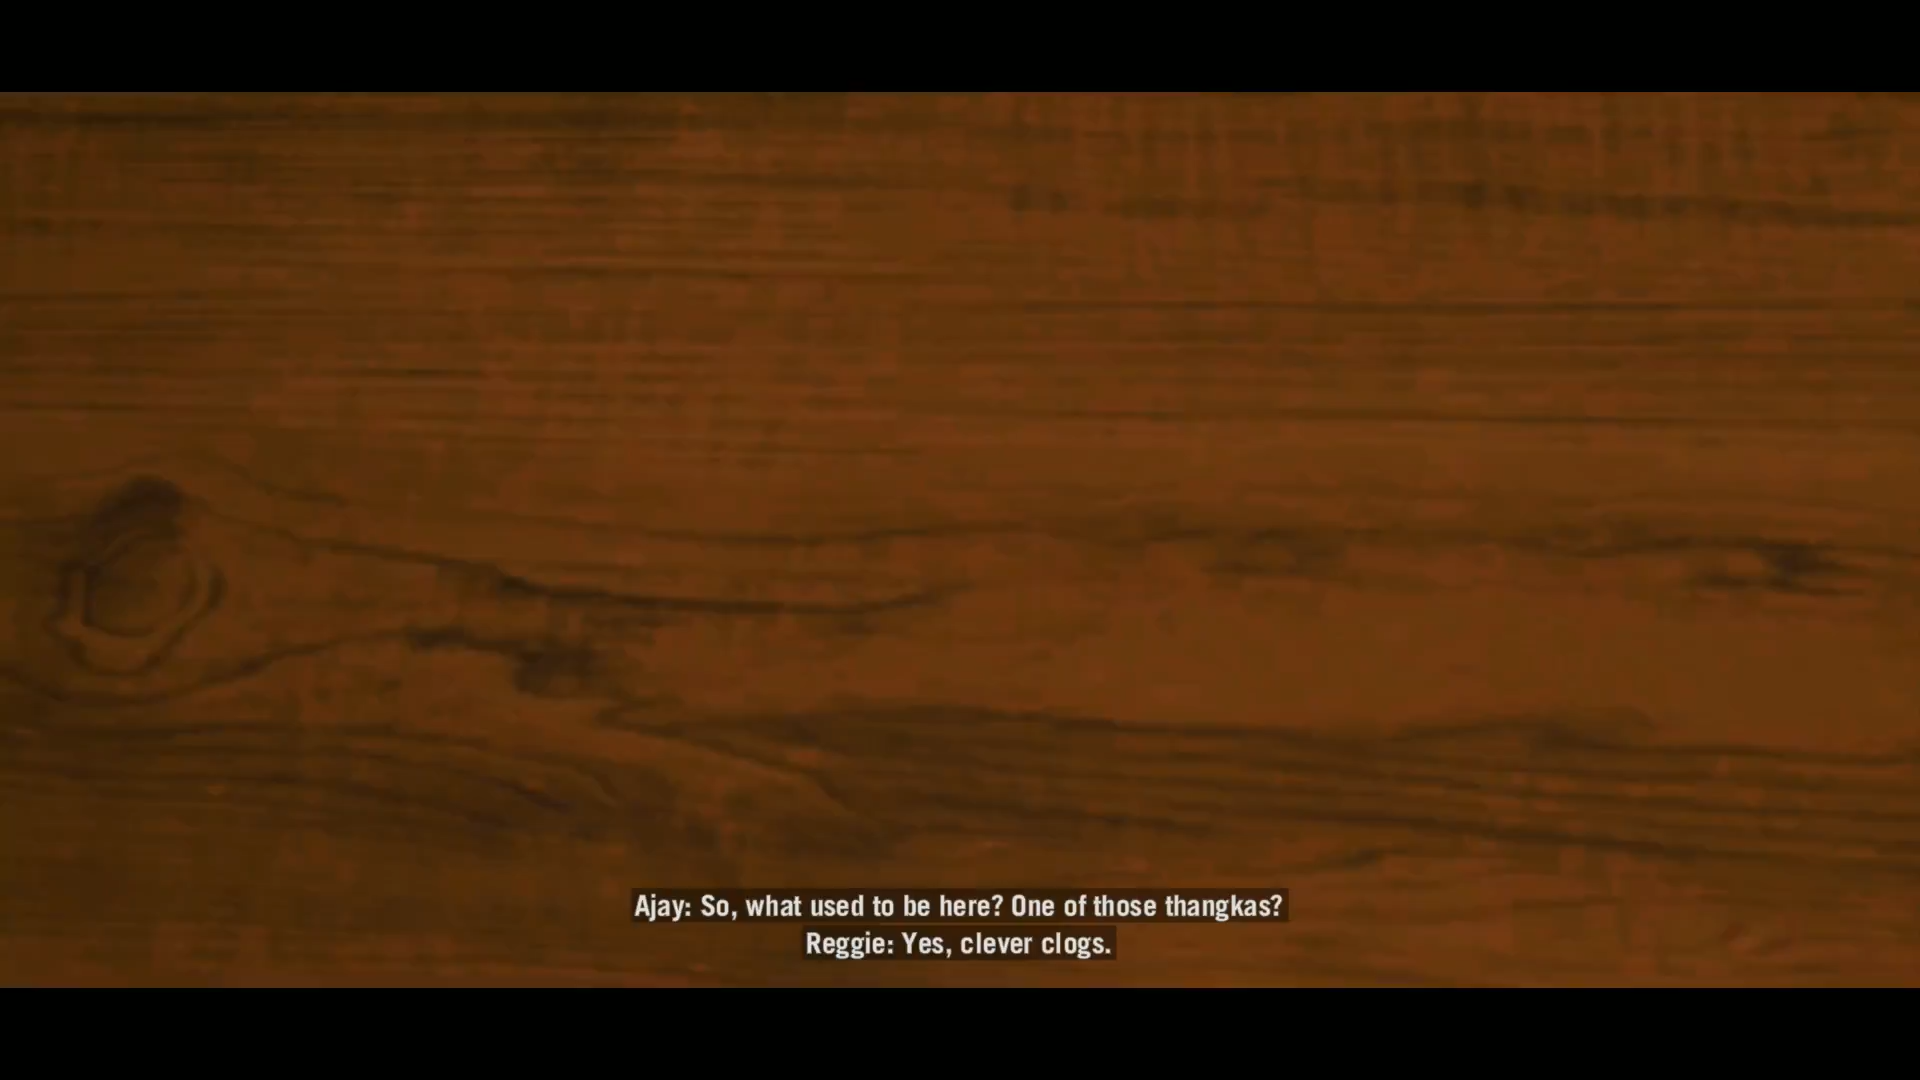 Ajay: So, what used to be here? One of those thangkas?
Reggie: Yes, clever clogs.